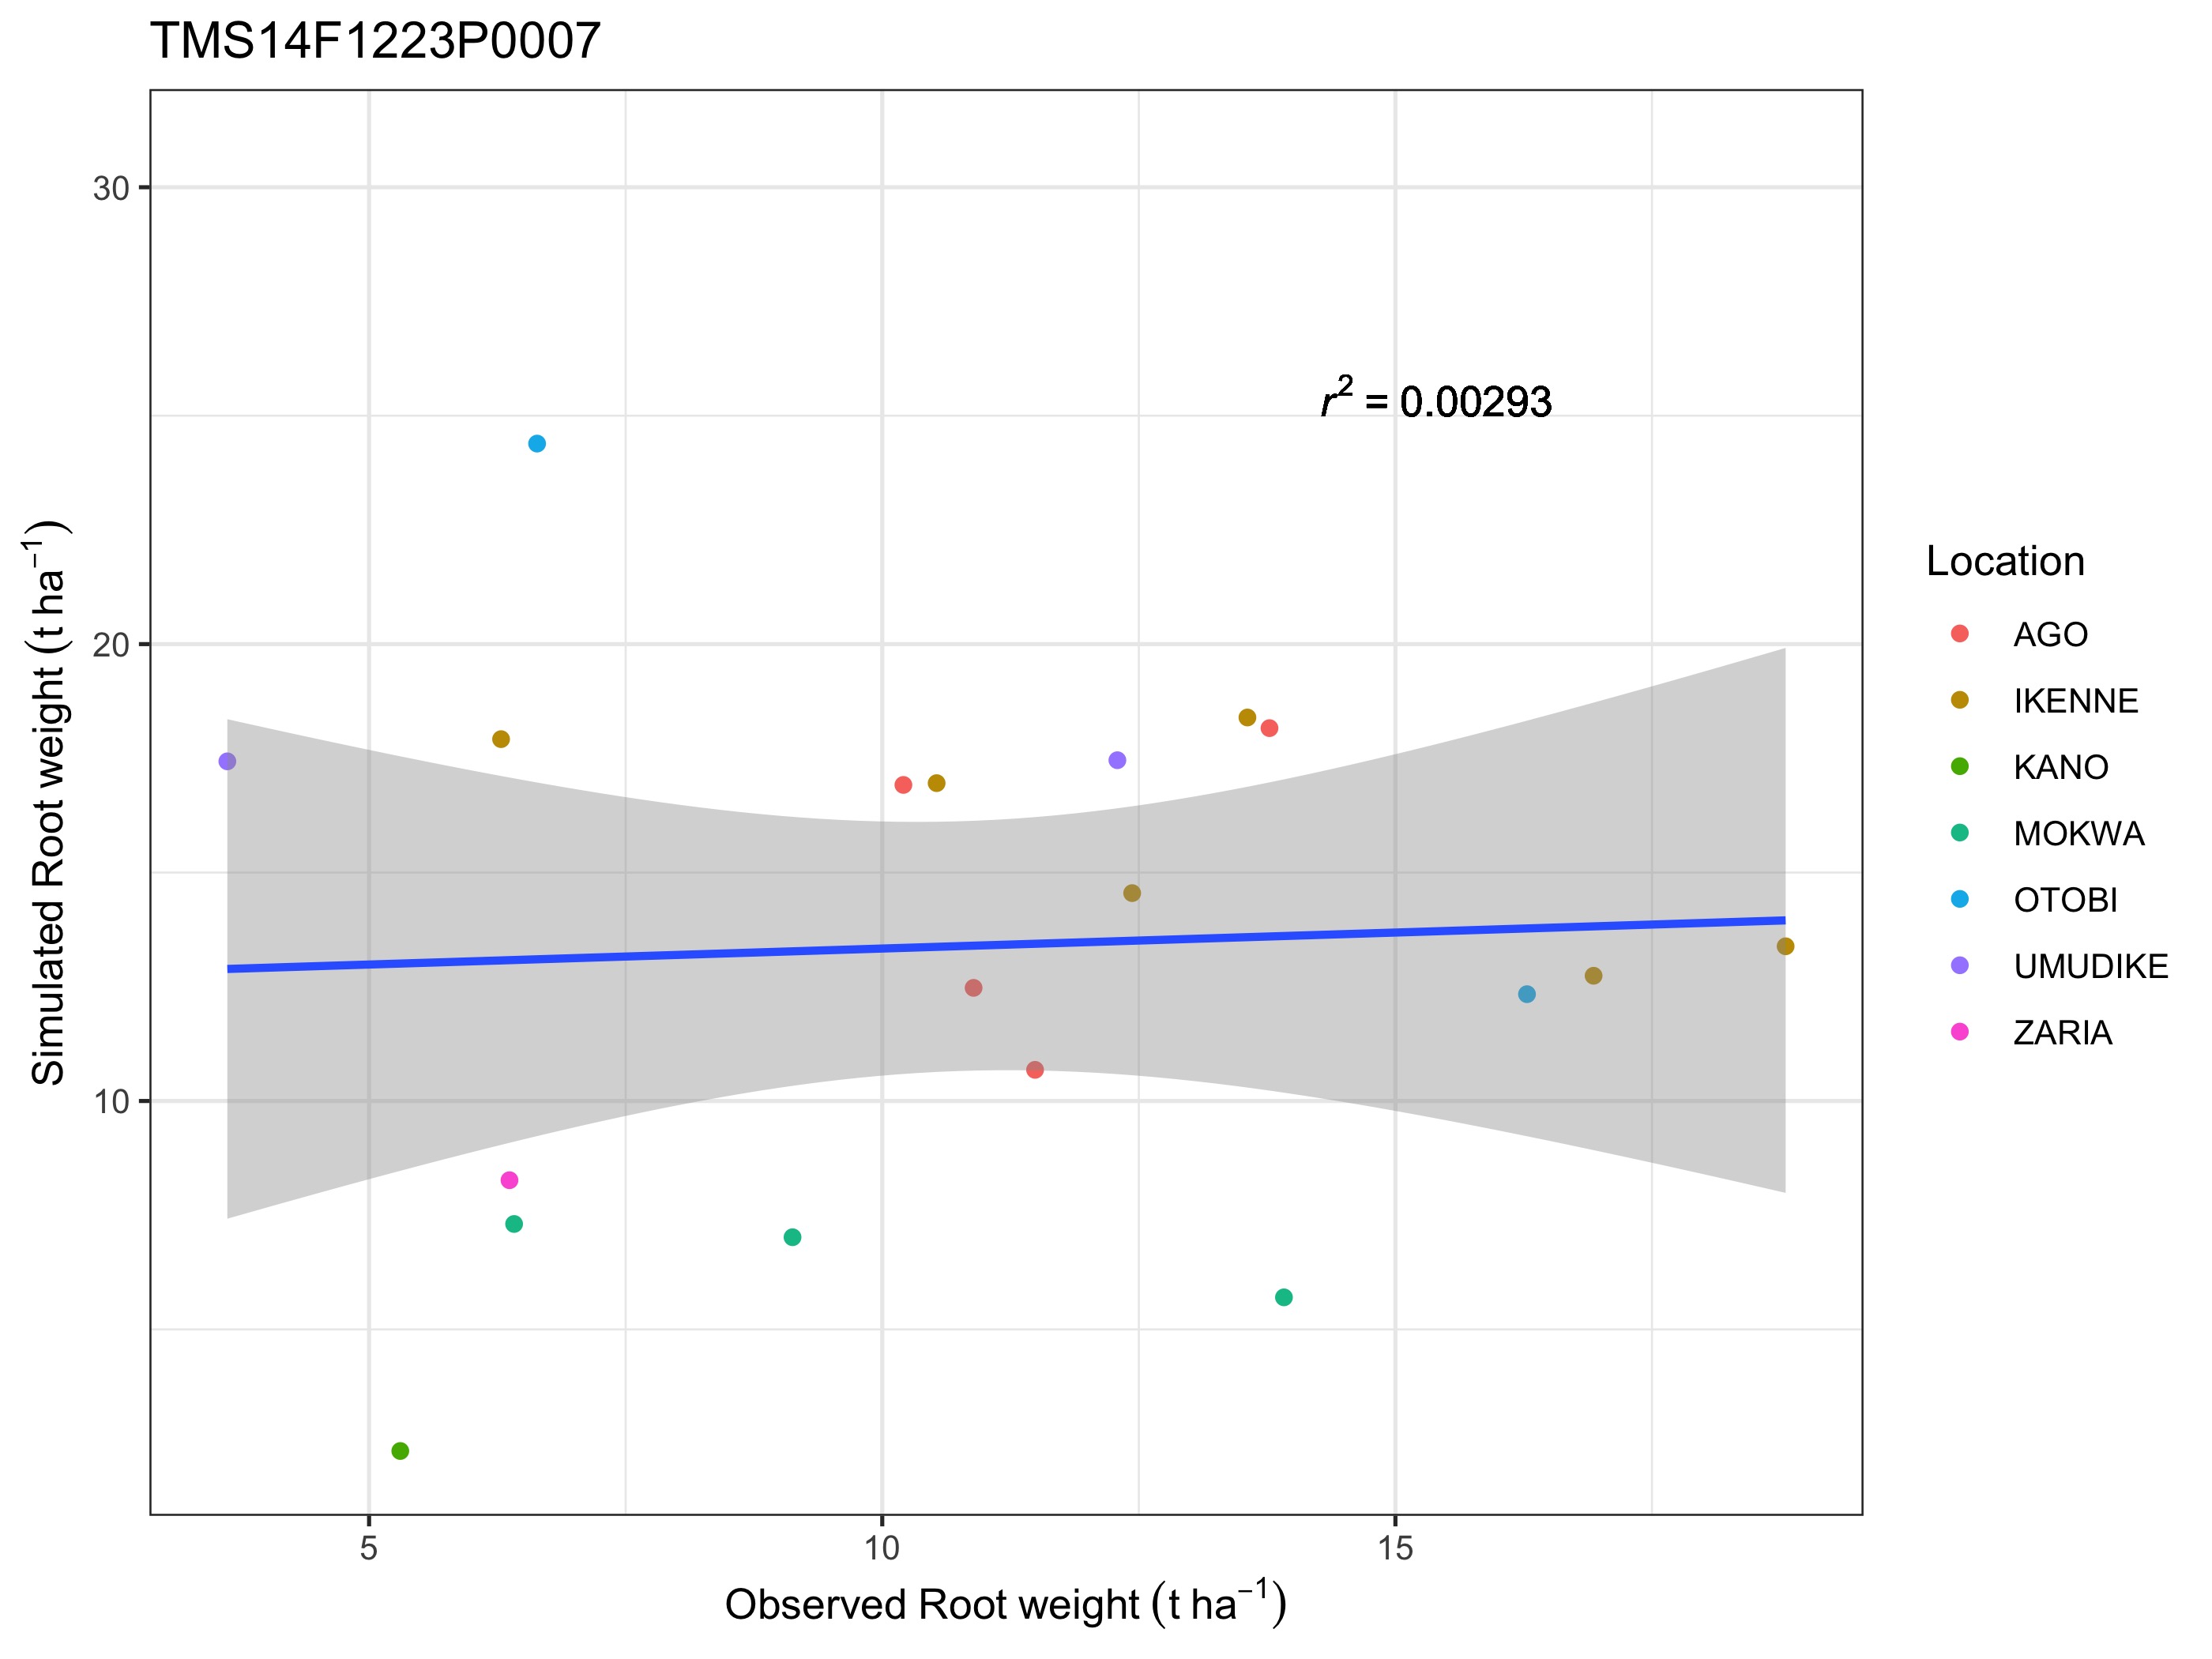 TMS14F1223P0007
30
20
10
Simulated Root weight (t ha⁻¹)
r² = 0.00293
5
10
15
Observed Root weight (t ha⁻¹)
Location
AGO
IKENNE
KANO
MOKWA
OTOBI
UMUDIKE
ZARIA